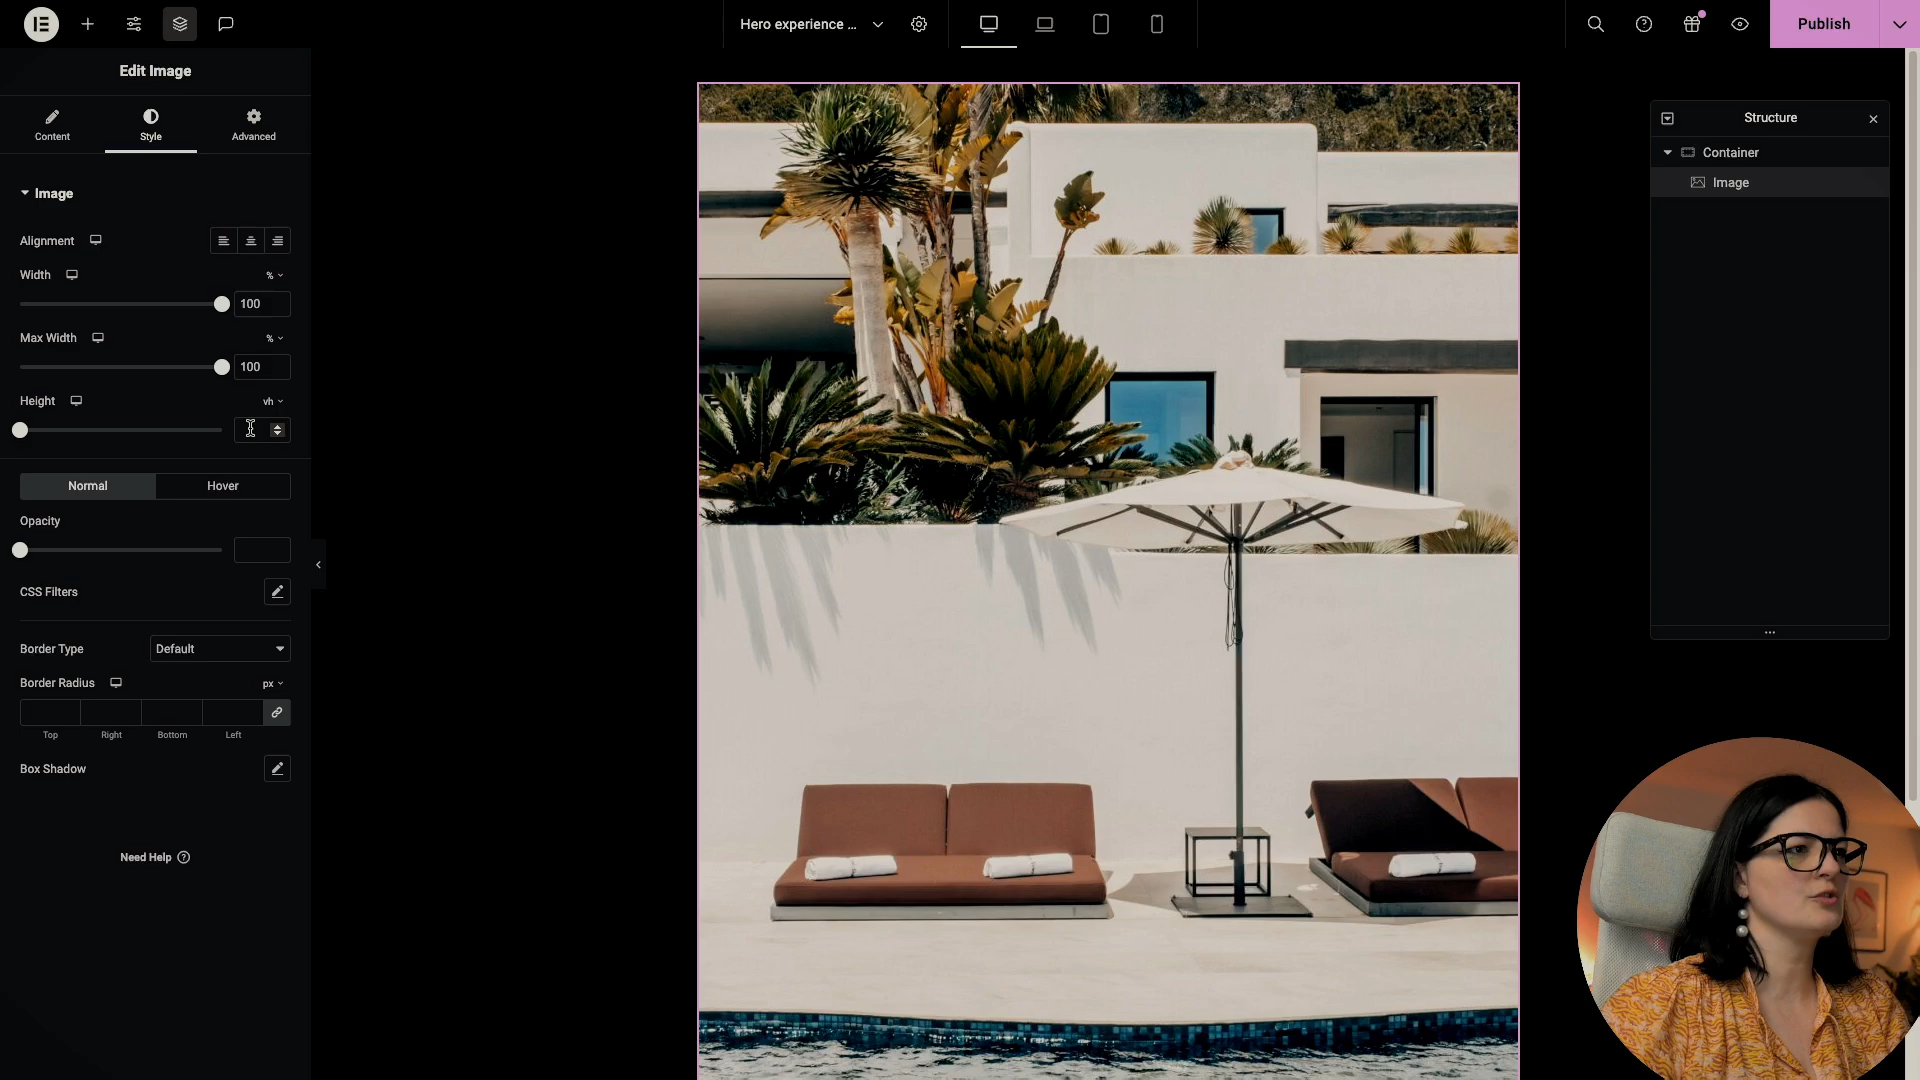 Hero experience ...
Publish
Edit Image
Content
Style
Advanced
Image
Alignment
Width
%
100
Max Width
%
100
Height
vh
Normal
Hover
Opacity
CSS Filters
Border Type
Default
Border Radius
px
Top
Right
Bottom
Left
Box Shadow
Need Help
Structure
Container
Image